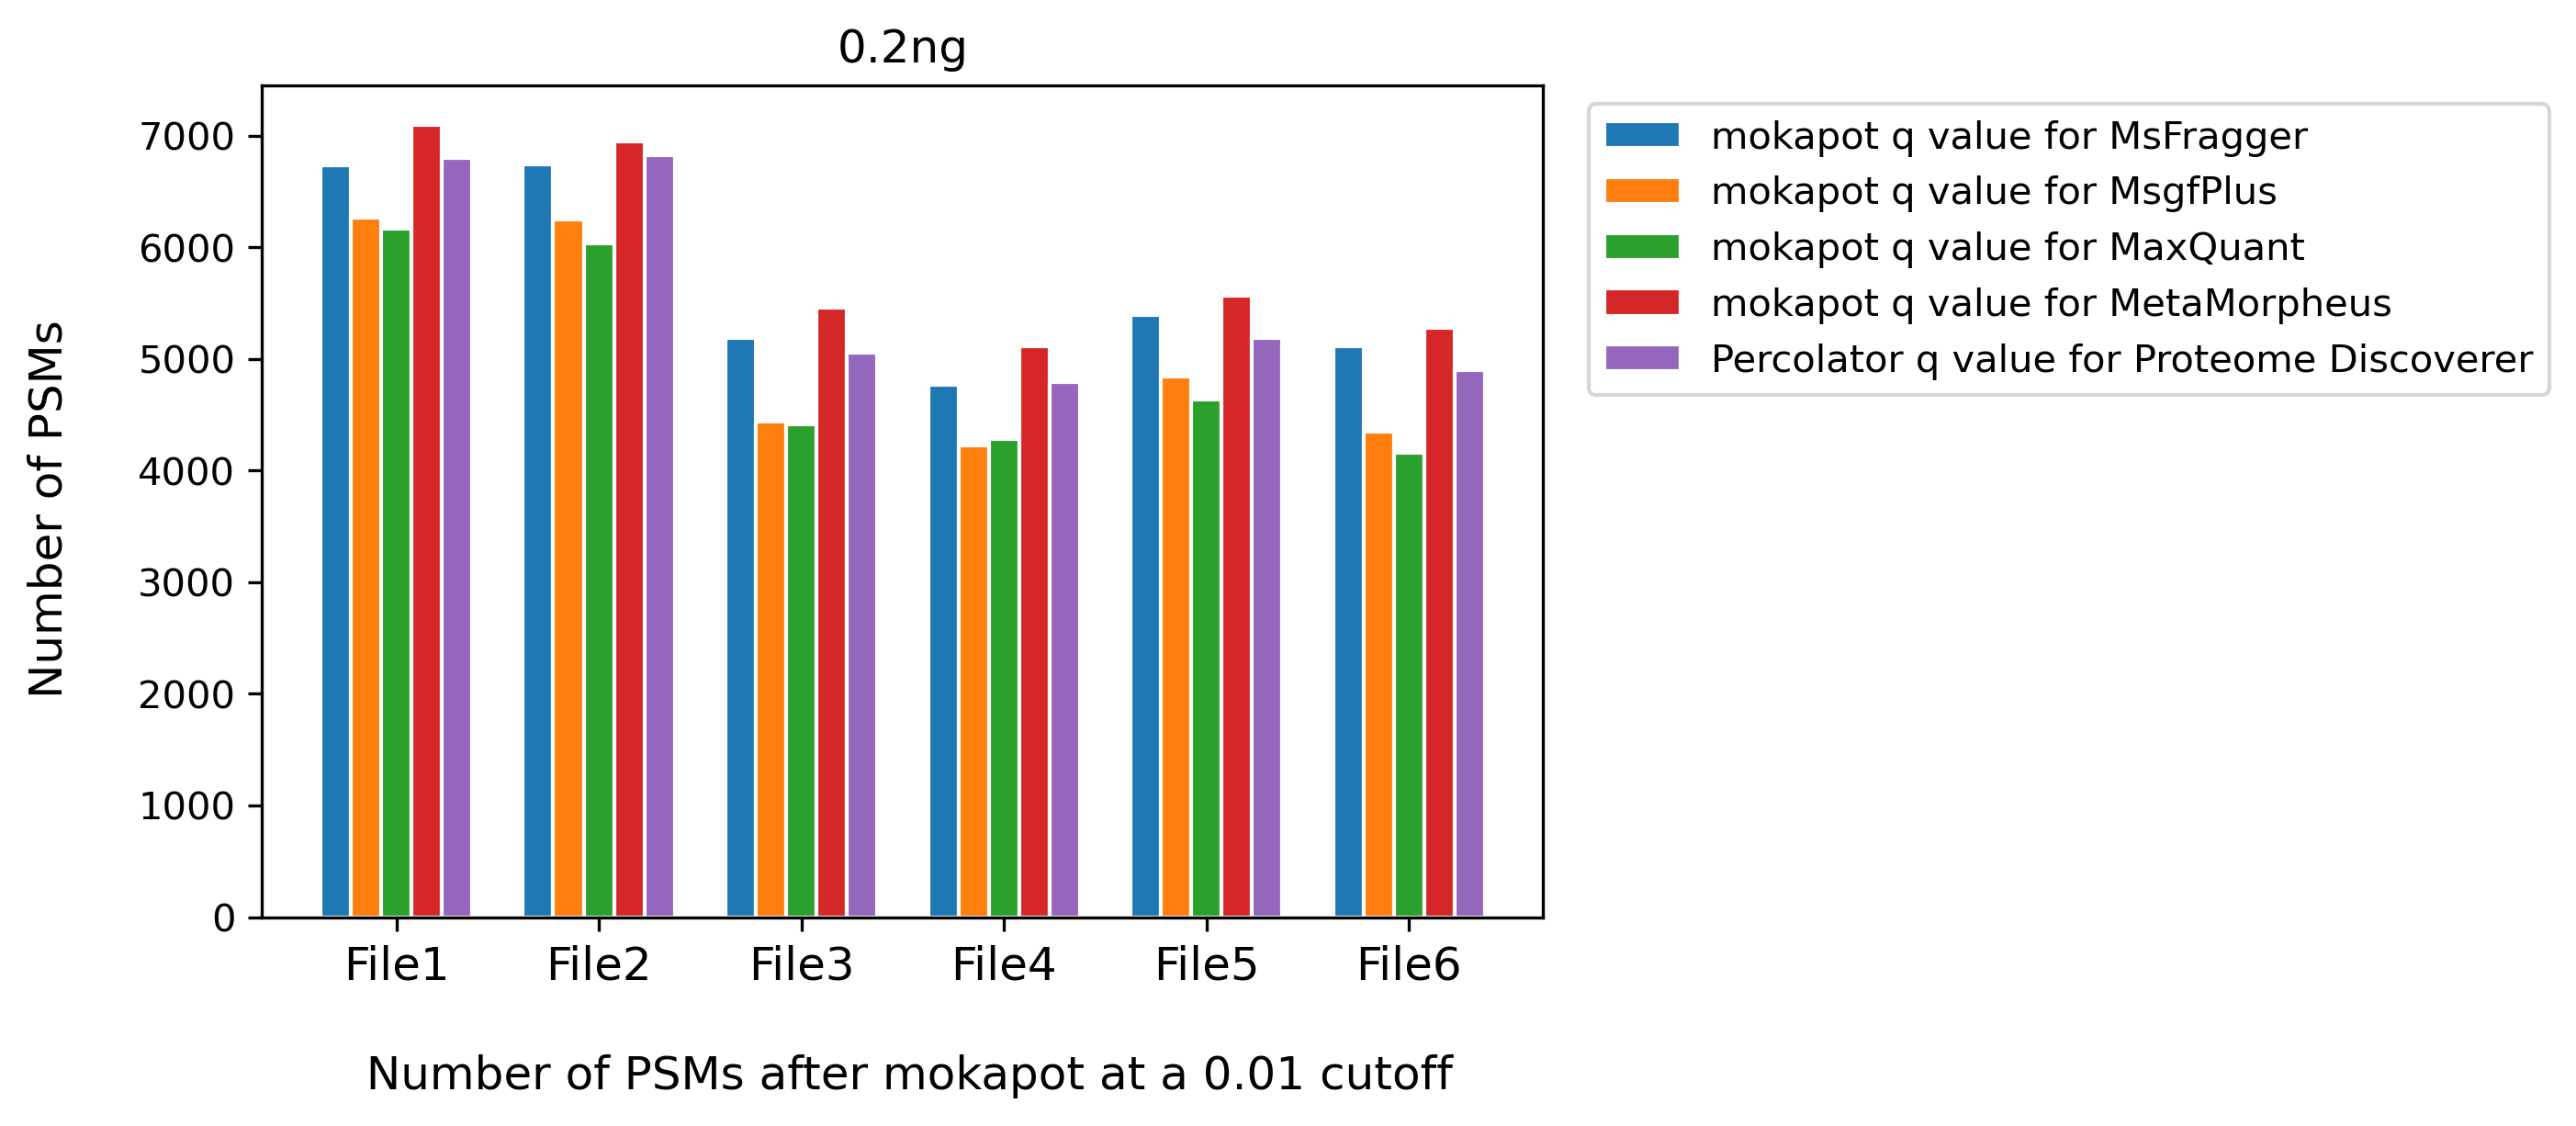 0.2ng
Number of PSMs
7000
6000
5000
4000
3000
2000
1000
0
File1 File2 File3 File4 File5 File6
Number of PSMs after mokapot at a 0.01 cutoff
mokapot q value for MsFragger
mokapot q value for MsgfPlus
mokapot q value for MaxQuant
mokapot q value for MetaMorpheus
Percolator q value for Proteome Discoverer